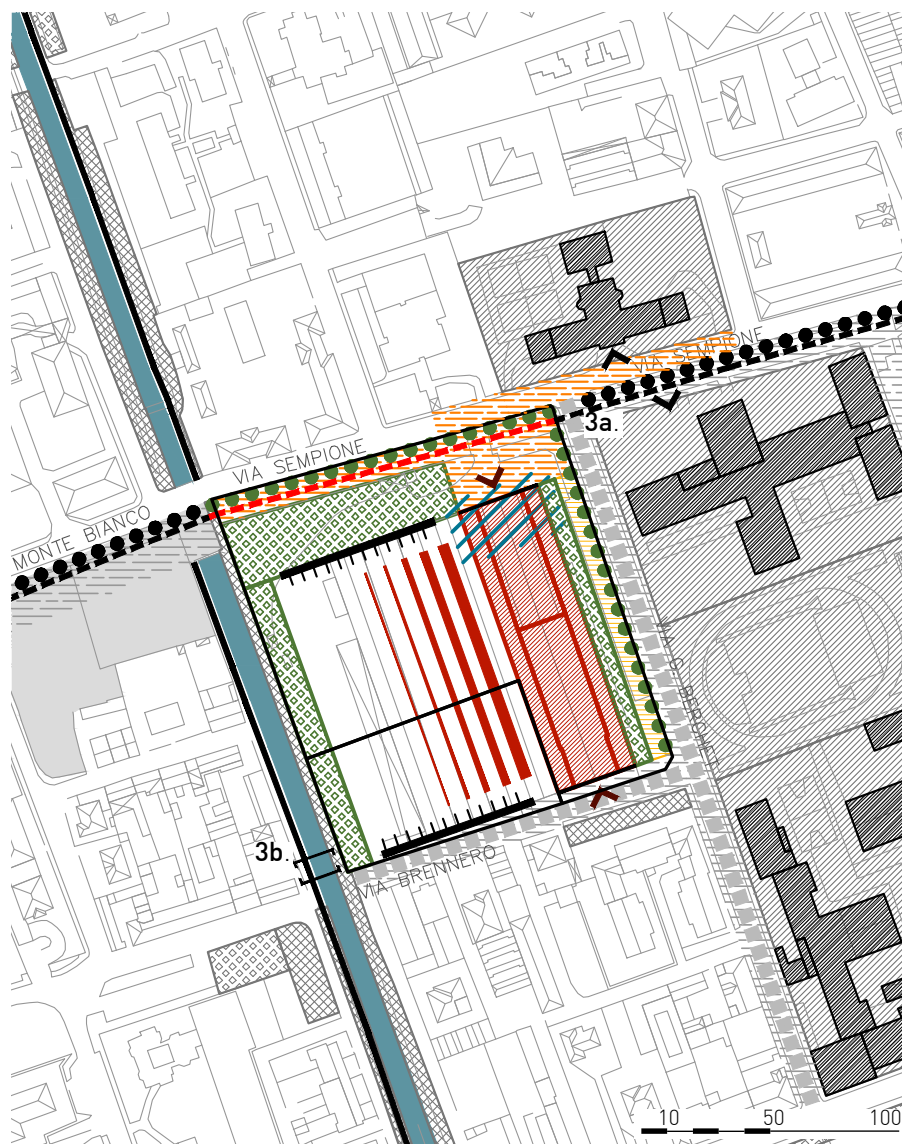 VIA SEMPIONE
3a.
VIA SEMPIONE
MONTE BIANCO
3b.
VIA BRENNERO
10 50 100